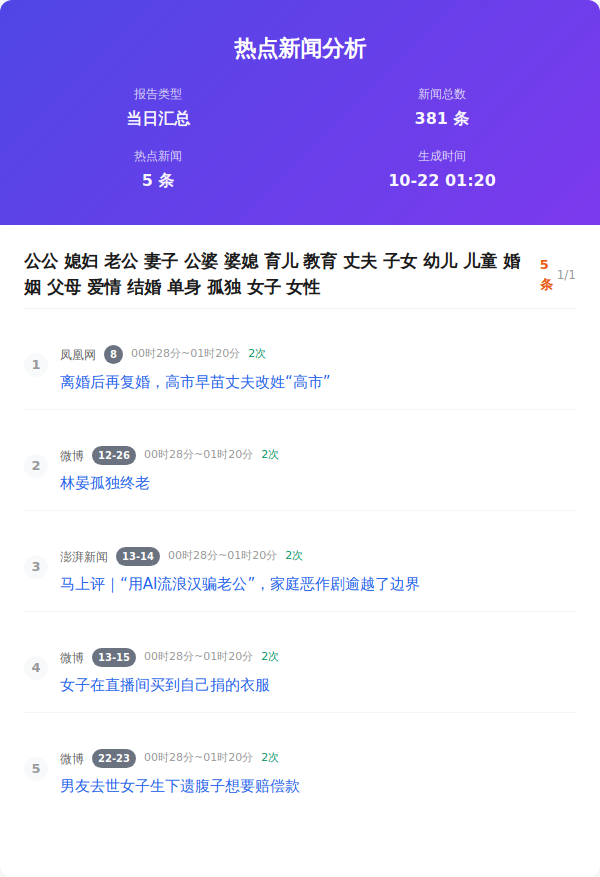 热点新闻分析
报告类型
新闻总数
当日汇总
381 条
热点新闻
生成时间
5 条
10-22 01:20
公公 媳妇 老公 妻子 公婆 婆媳 育儿 教育 丈夫 子女 幼儿 儿童 婚
姻 父母 爱情 结婚 单身 孤独 女子 女性
5
条
1/1
1
凤凰网 8 00时28分~01时20分 2次
离婚后再复婚，高市早苗丈夫改姓“高市”
2
微博 12-26 00时28分~01时20分 2次
林晏孤独终老
3
澎湃新闻 13-14 00时28分~01时20分 2次
马上评｜“用AI流浪汉骗老公”，家庭恶作剧逾越了边界
4
微博 13-15 00时28分~01时20分 2次
女子在直播间买到自己捐的衣服
5
微博 22-23 00时28分~01时20分 2次
男友去世女子生下遗腹子想要赔偿款